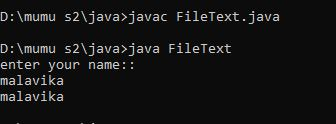 D:\mumu s2\java>javac FileText.java
D:\mumu s2\java>java FileText
enter your name::
malavika
malavika